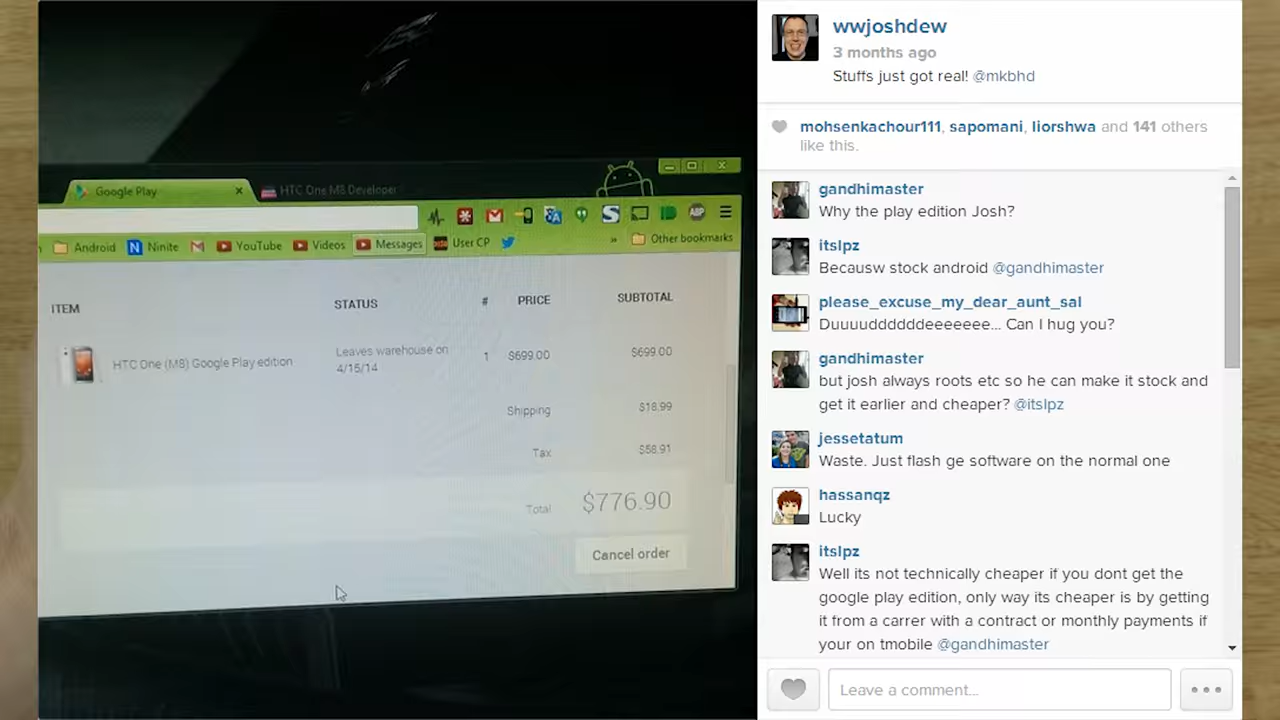 Google Play
HTC One M8 Developer
Android
Ninite
YouTube
Videos
Messages
User CP
»
Other bookmarks
ITEM
STATUS
#
PRICE
SUBTOTAL
HTC One (M8) Google Play edition
Leaves warehouse on
4/15/14
1
$699.00
$699.00
Shipping
$18.99
Tax
$58.91
Total
$776.90
Cancel order
wwjoshdew
3 months ago
Stuffs just got real! @mkbhd
mohsenkachour111, sapomani, liorshwa and 141 others
like this.
gandhimaster
Why the play edition Josh?
itslpz
Becausw stock android @gandhimaster
please_excuse_my_dear_aunt_sal
Duuuuddddddeeeeeee... Can I hug you?
gandhimaster
but josh always roots etc so he can make it stock and
get it earlier and cheaper? @itslpz
jessetatum
Waste. Just flash ge software on the normal one
hassanqz
Lucky
itslpz
Well its not technically cheaper if you dont get the
google play edition, only way its cheaper is by getting
it from a carrer with a contract or monthly payments if
your on tmobile @gandhimaster
Leave a comment...